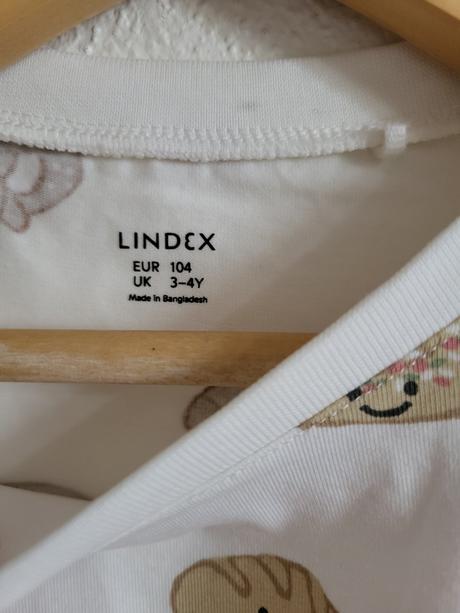 LINDEX
EUR 104
UK 3-4Y
Made in Bangladesh